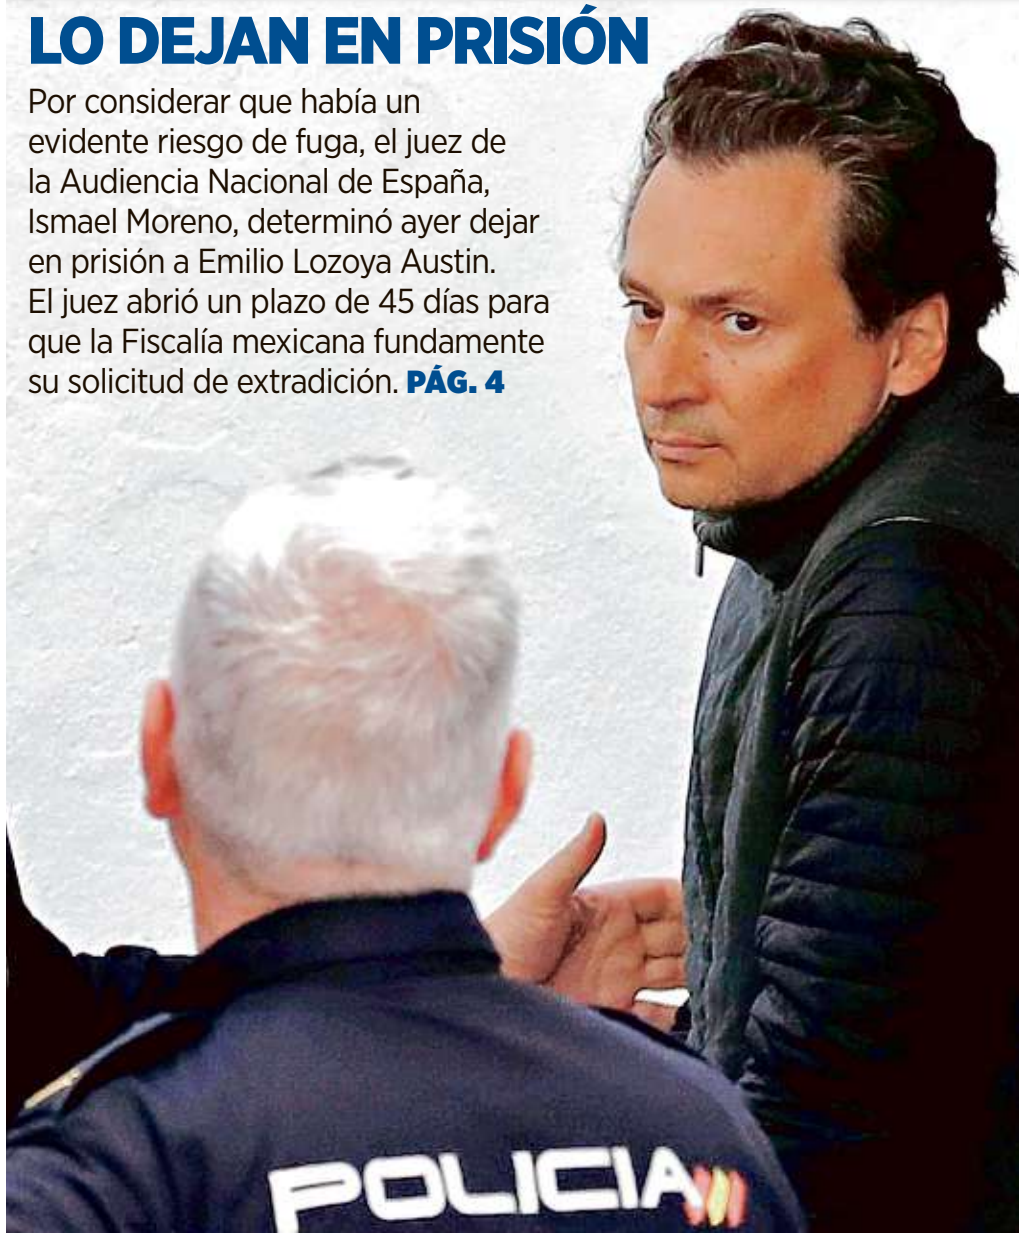 LO DEJAN EN PRISIÓN
Por considerar que había un
evidente riesgo de fuga, el juez de
la Audiencia Nacional de España,
Ismael Moreno, determinó ayer dejar
en prisión a Emilio Lozoya Austin.
El juez abrió un plazo de 45 días para
que la Fiscalía mexicana fundamente
su solicitud de extradición. PÁG. 4
POLICIA